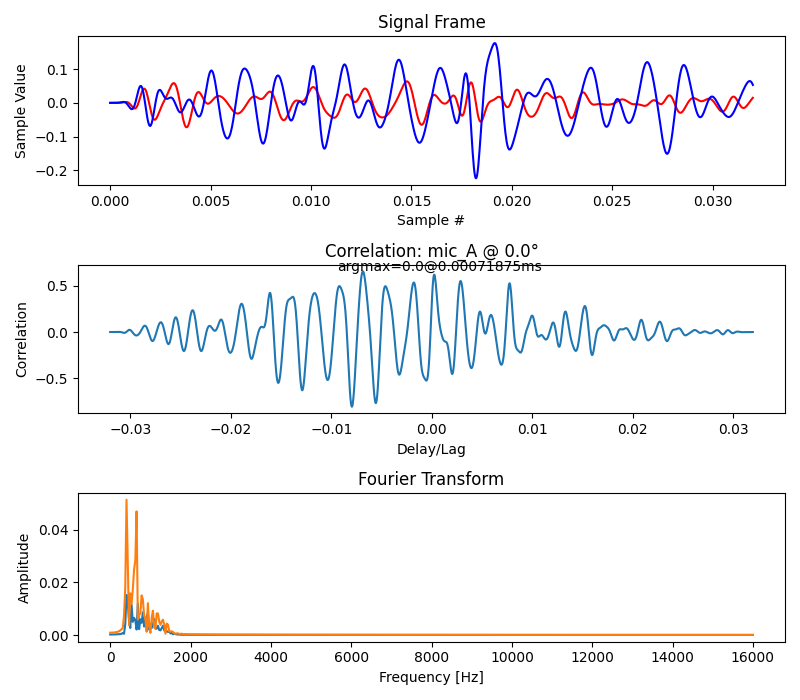 Signal Frame
0.1
0.0
−0.1
−0.2
Sample Value
0.000 0.005 0.010 0.015 0.020 0.025 0.030
Sample #
Correlation: mic_A @ 0.0°
argmax=0.0@0.00071875ms
0.5
0.0
−0.5
Correlation
−0.03 −0.02 −0.01 0.00 0.01 0.02 0.03
Delay/Lag
Fourier Transform
0.04
0.02
0.00
Amplitude
0 2000 4000 6000 8000 10000 12000 14000 16000
Frequency [Hz]